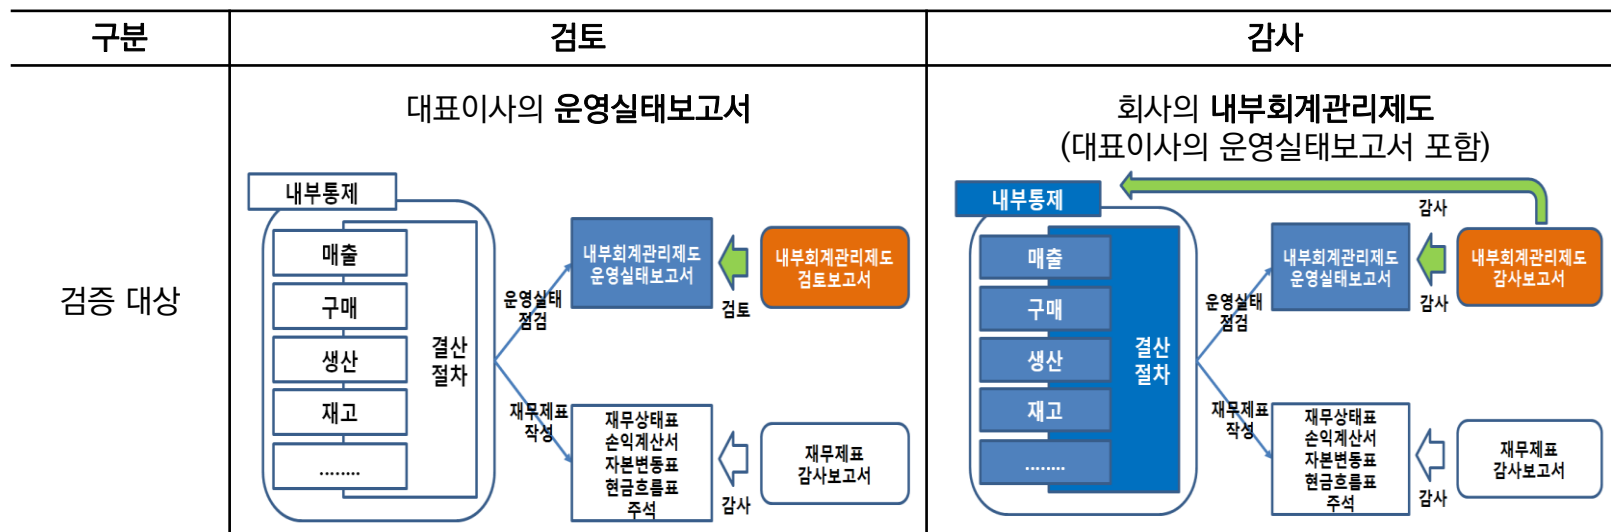 구분
검토
감사
검증 대상
대표이사의 운영실태보고서
내부통제
매출
구매
생산
재고
........
결산
절차
운영실태
점검
재무제표
작성
내부회계관리제도
운영실태보고서
검토
내부회계관리제도
검토보고서
재무상태표
손익계산서
자본변동표
현금흐름표
주석
감사
재무제표
감사보고서
회사의 내부회계관리제도
(대표이사의 운영실태보고서 포함)
내부통제
매출
구매
생산
재고
........
결산
절차
운영실태
점검
재무제표
작성
감사
내부회계관리제도
운영실태보고서
감사
내부회계관리제도
감사보고서
재무상태표
손익계산서
자본변동표
현금흐름표
주석
감사
재무제표
감사보고서